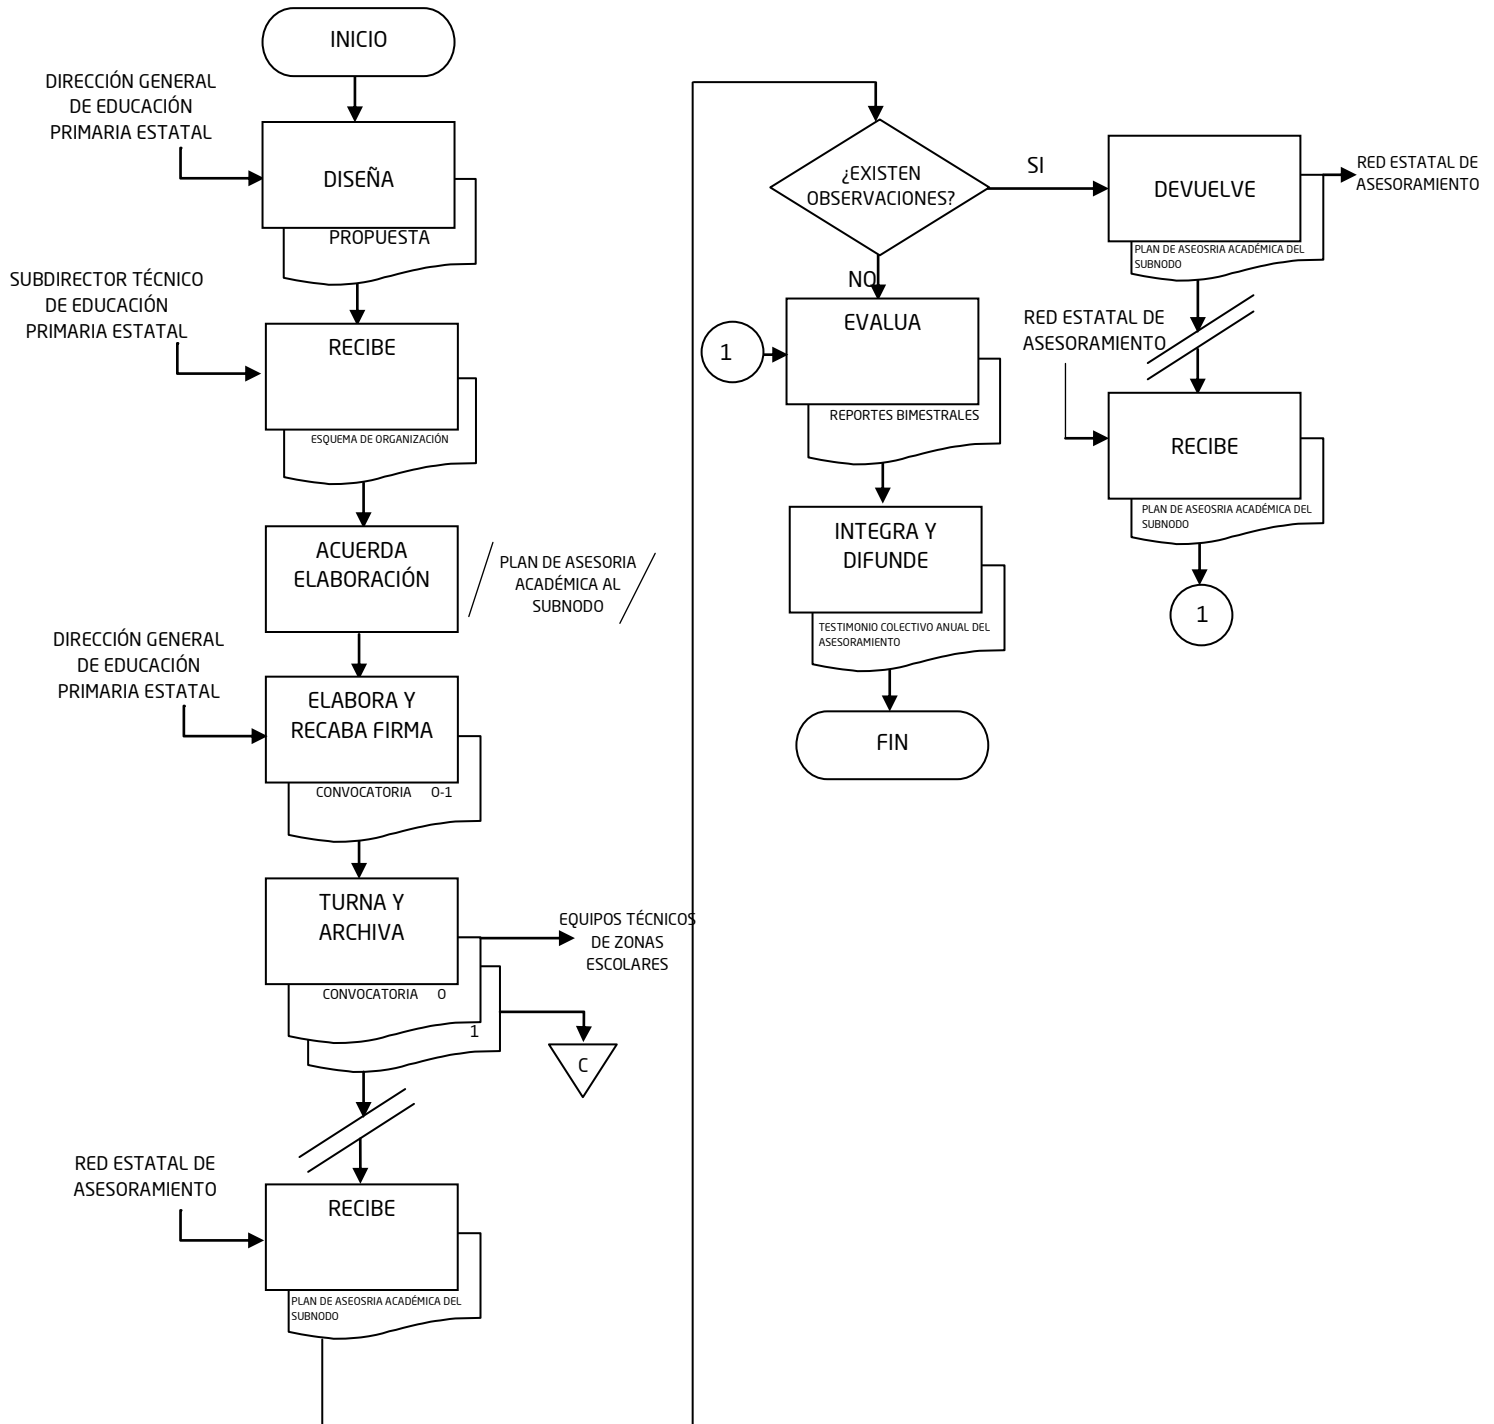 INICIO
DIRECCIÓN GENERAL
DE EDUCACIÓN
PRIMARIA ESTATAL
DISEÑA
PROPUESTA
SUBDIRECTOR TÉCNICO
DE EDUCACIÓN
PRIMARIA ESTATAL
RECIBE
ESQUEMA DE ORGANIZACIÓN
ACUERDA
ELABORACIÓN
PLAN DE ASESORIA
ACADÉMICA AL
SUBNODO
DIRECCIÓN GENERAL
DE EDUCACIÓN
PRIMARIA ESTATAL
ELABORA Y
RECABA FIRMA
CONVOCATORIA 0-1
TURNA Y
ARCHIVA
EQUIPOS TÉCNICOS
DE ZONAS
ESCOLARES
CONVOCATORIA 0
1
C
RED ESTATAL DE
ASESORAMIENTO
RECIBE
PLAN DE ASEOSRIA ACADÉMICA DEL
SUBNODO
¿EXISTEN
OBSERVACIONES?
SI
DEVUELVE
RED ESTATAL DE
ASESORAMIENTO
PLAN DE ASEOSRIA ACADÉMICA DEL
SUBNODO
NO
1
EVALUA
REPORTES BIMESTRALES
RED ESTATAL DE
ASESORAMIENTO
RECIBE
PLAN DE ASEOSRIA ACADÉMICA DEL
SUBNODO
1
INTEGRA Y
DIFUNDE
TESTIMONIO COLECTIVO ANUAL DEL
ASESORAMIENTO
FIN